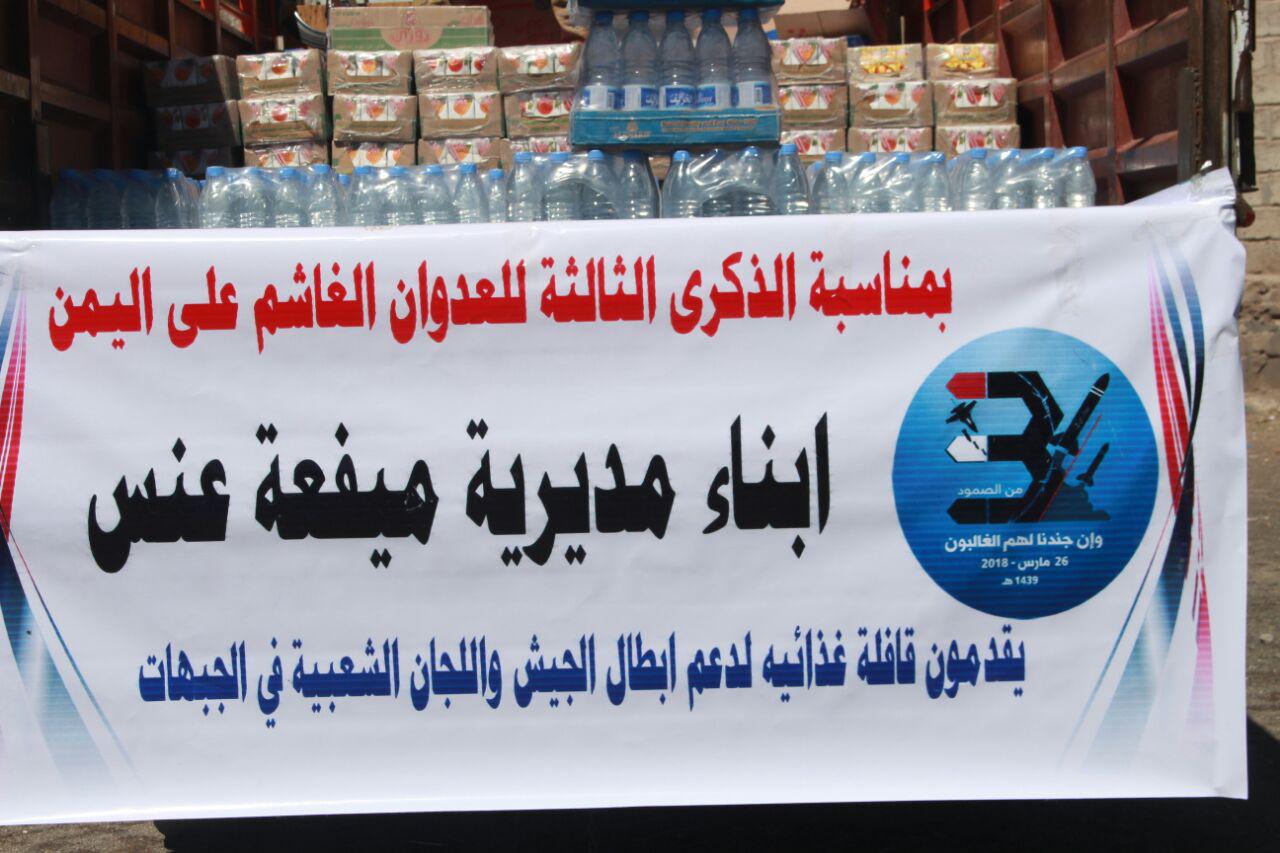 بمناسبة الذكرى الثالثة للعدوان الغاشم على اليمن
ابناء مديرية ميفعة عنس
من الصمود
وإن جندنا لهم الغالبون
26 مارس - 2018
1439 هـ
يقدمون قافلة غذائيه لدعم ابطال الجيش واللجان الشعبية في الجبهات